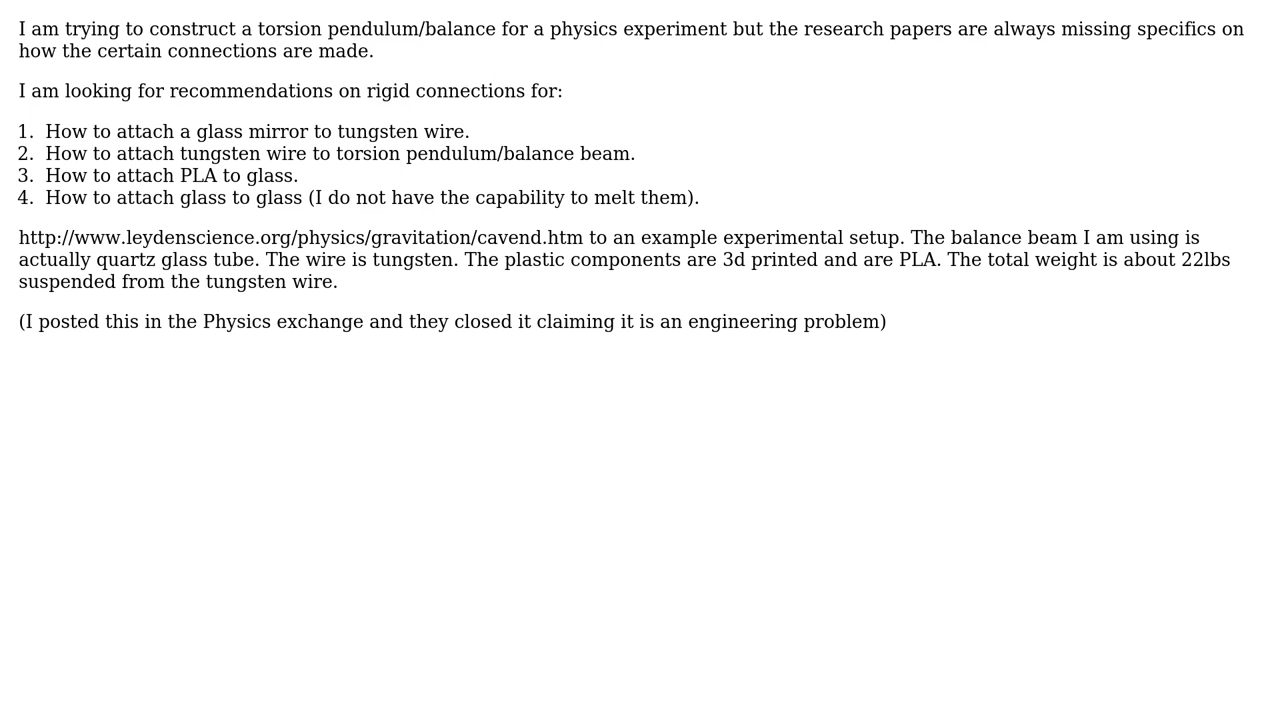 I am trying to construct a torsion pendulum/balance for a physics experiment but the research papers are always missing specifics on
how the certain connections are made.
I am looking for recommendations on rigid connections for:
1. How to attach a glass mirror to tungsten wire.
2. How to attach tungsten wire to torsion pendulum/balance beam.
3. How to attach PLA to glass.
4. How to attach glass to glass (I do not have the capability to melt them).
http://www.leydenscience.org/physics/gravitation/cavend.htm to an example experimental setup. The balance beam I am using is
actually quartz glass tube. The wire is tungsten. The plastic components are 3d printed and are PLA. The total weight is about 22lbs
suspended from the tungsten wire.
(I posted this in the Physics exchange and they closed it claiming it is an engineering problem)